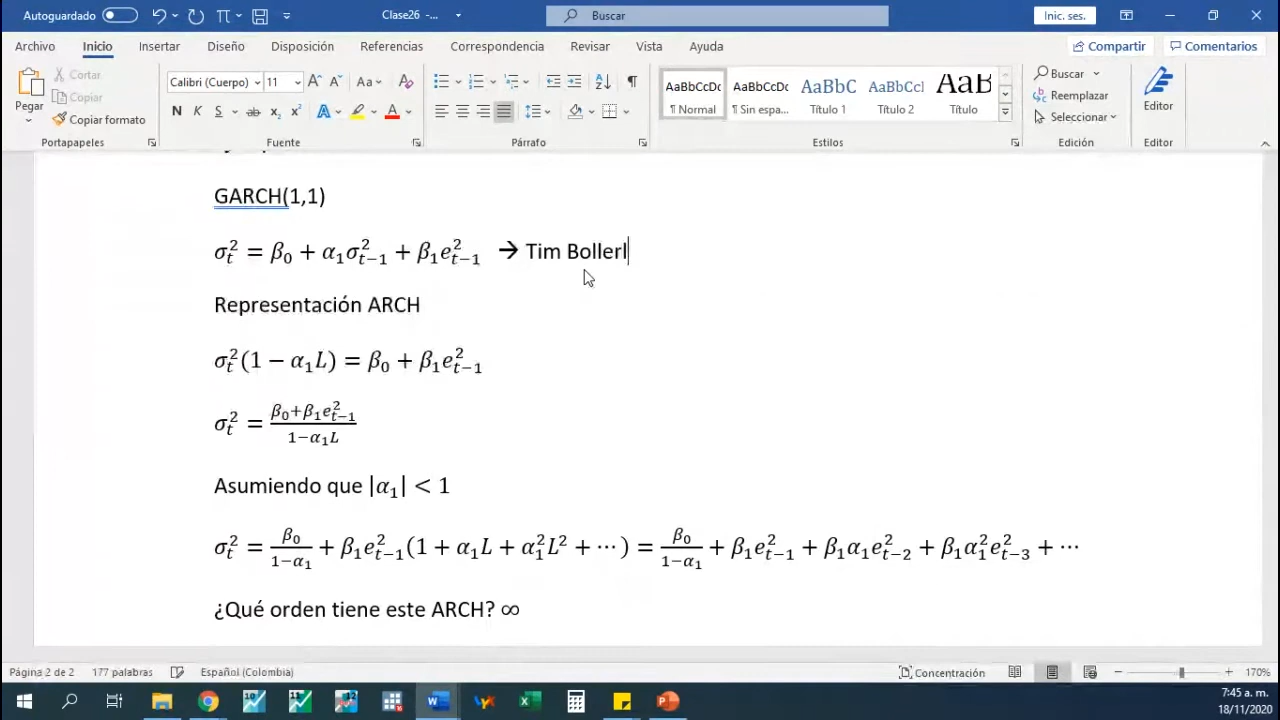 Autoguardado Clase26 -... Buscar Inic. ses.
Archivo Inicio Insertar Diseño Disposición Referencias Correspondencia Revisar Vista Ayuda Compartir Comentarios
Pegar Cortar Copiar Copiar formato
Calibri (Cuerpo) 11 A A Aa A
N K S ab x₂ x² A A
AaBbCcDc AaBbCcDc AaBbC AaBbCcI AaB
¶ Normal ¶ Sin espa... Título 1 Título 2 Título
Buscar
Reemplazar
Seleccionar
Editor
Portapapeles Fuente Párrafo Estilos Edición Editor
GARCH(1,1)
σ_t^2 = β_0 + α_1σ_{t−1}^2 + β_1e_{t−1}^2 → Tim Bollerl
Representación ARCH
σ_t^2(1 − α_1L) = β_0 + β_1e_{t−1}^2
σ_t^2 = (β_0+β_1e_{t−1}^2)/(1−α_1L)
Asumiendo que |α_1| < 1
σ_t^2 = β_0/(1−α_1) + β_1e_{t−1}^2(1 + α_1L + α_1^2L^2 + ⋯ ) = β_0/(1−α_1) + β_1e_{t−1}^2 + β_1α_1e_{t−2}^2 + β_1α_1^2e_{t−3}^2 + ⋯
¿Qué orden tiene este ARCH? ∞
Página 2 de 2 177 palabras Español (Colombia) Concentración 170%
7:45 a. m.
18/11/2020